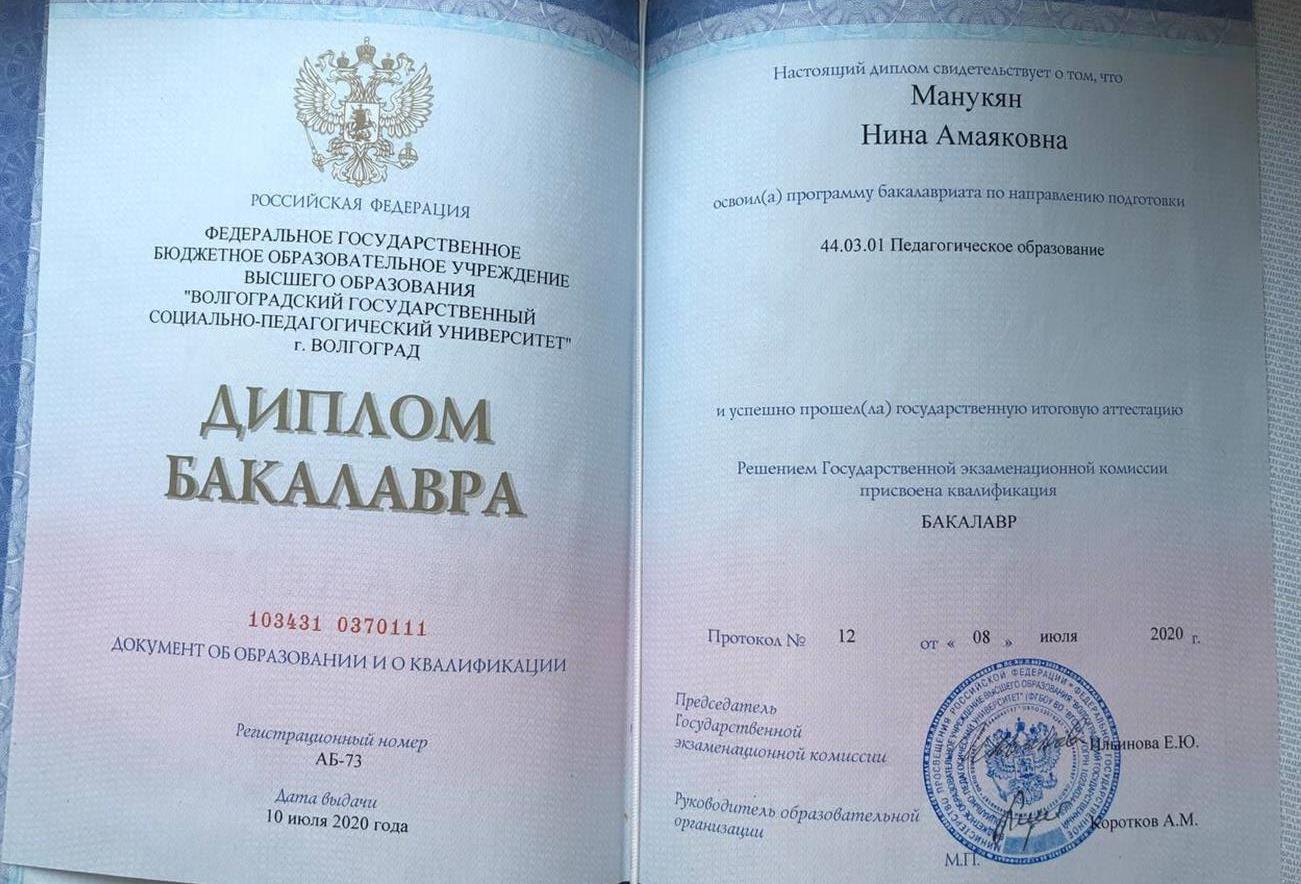 РОССИЙСКАЯ ФЕДЕРАЦИЯ
ФЕДЕРАЛЬНОЕ ГОСУДАРСТВЕННОЕ
БЮДЖЕТНОЕ ОБРАЗОВАТЕЛЬНОЕ УЧРЕЖДЕНИЕ
ВЫСШЕГО ОБРАЗОВАНИЯ
"ВОЛГОГРАДСКИЙ ГОСУДАРСТВЕННЫЙ
СОЦИАЛЬНО-ПЕДАГОГИЧЕСКИЙ УНИВЕРСИТЕТ"
г. ВОЛГОГРАД
ДИПЛОМ
БАКАЛАВРА
103431 0370111
ДОКУМЕНТ ОБ ОБРАЗОВАНИИ И О КВАЛИФИКАЦИИ
Регистрационный номер
АБ-73
Дата выдачи
10 июля 2020 года
Настоящий диплом свидетельствует о том, что
Манукян
Нина Амаяковна
освоил(а) программу бакалавриата по направлению подготовки
44.03.01 Педагогическое образование
и успешно прошел(ла) государственную итоговую аттестацию
Решением Государственной экзаменационной комиссии
присвоена квалификация
БАКАЛАВР
Протокол № 12 от « 08 » июля 2020 г.
Председатель
Государственной
экзаменационной комиссии
Е.Ю.
Руководитель образовательной
организации
Коротков А.М.
М.П.